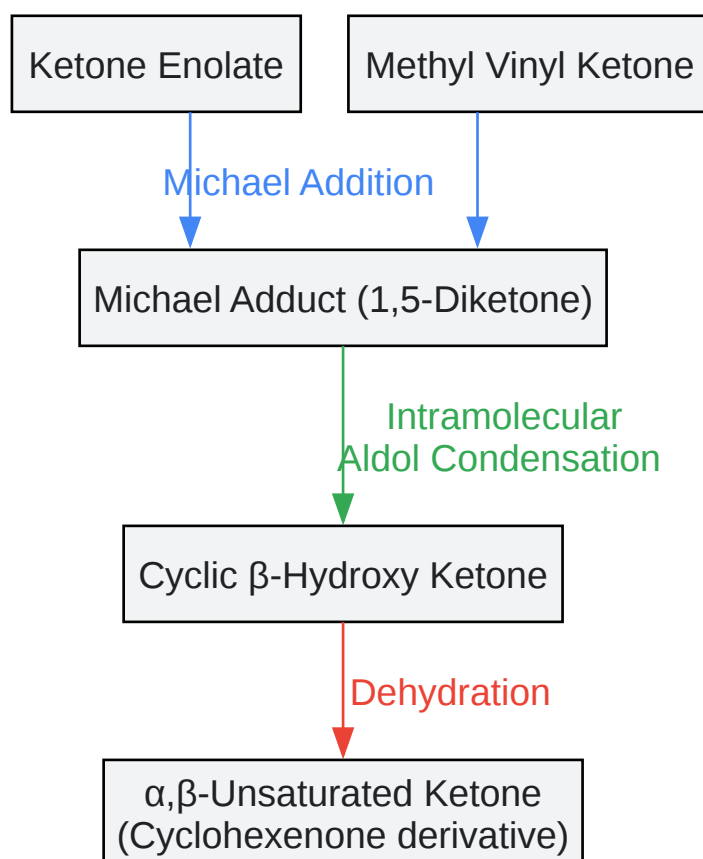 Ketone Enolate
Methyl Vinyl Ketone
Michael Addition
Michael Adduct (1,5-Diketone)
Intramolecular
Aldol Condensation
Cyclic β-Hydroxy Ketone
Dehydration
α,β-Unsaturated Ketone
(Cyclohexenone derivative)